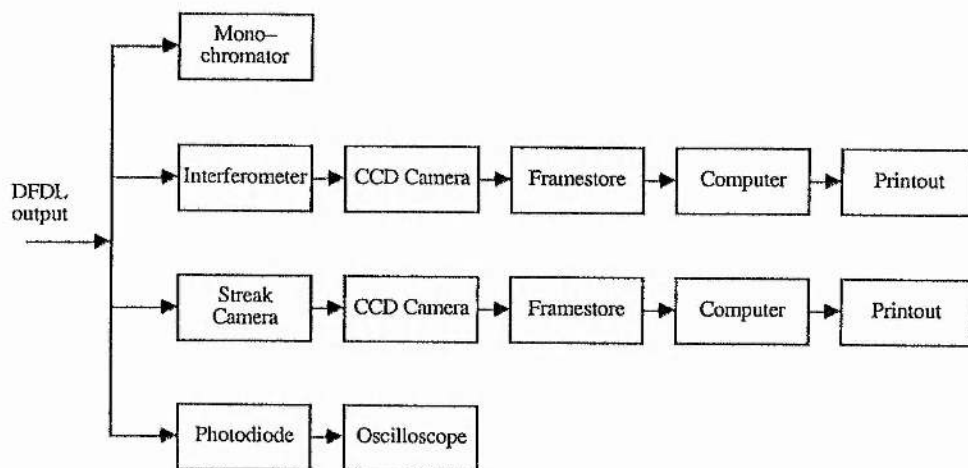 Mono–
chromator
DFDL
output
Interferometer
CCD Camera
Framestore
Computer
Printout
Streak
Camera
CCD Camera
Framestore
Computer
Printout
Photodiode
Oscilloscope